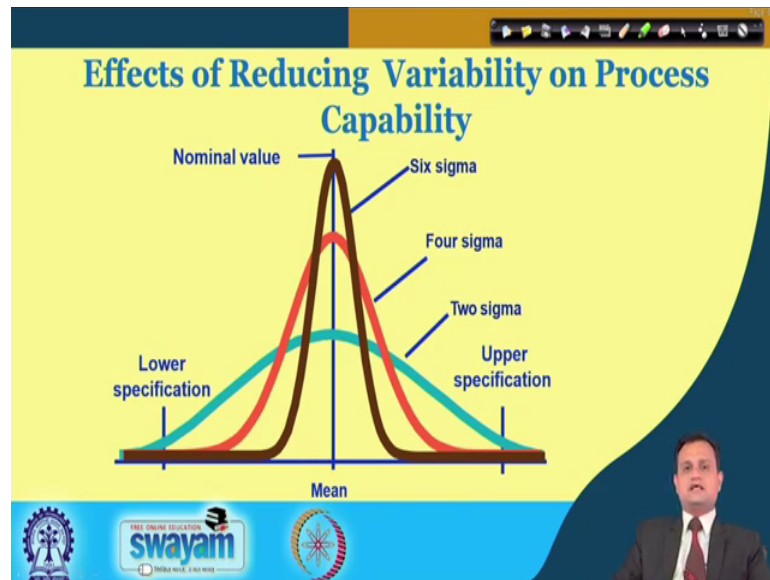 Effects of Reducing Variability on Process
Capability
Nominal value
Six sigma
Four sigma
Two sigma
Lower
specification
Upper
specification
Mean
FREE ONLINE EDUCATION
swayam